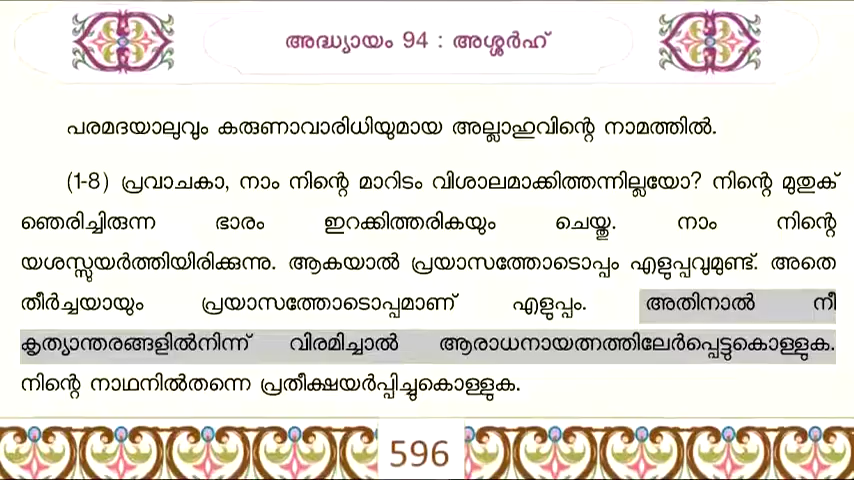 അദ്ധ്യായം 94 : അശ്ശർഹ്
പരമദയാലുവും കരുണാവാരിധിയുമായ അല്ലാഹുവിന്റെ നാമത്തിൽ.
(1-8) പ്രവാചകാ, നാം നിന്റെ മാറിടം വിശാലമാക്കിത്തന്നില്ലയോ? നിന്റെ മുതുക്
ഞെരിച്ചിരുന്ന ഭാരം ഇറക്കിത്തരികയും ചെയ്തു. നാം നിന്റെ
യശസ്സുയർത്തിയിരിക്കുന്നു. ആകയാൽ പ്രയാസത്തോടൊപ്പം എളുപ്പവുമുണ്ട്. അതെ
തീർച്ചയായും പ്രയാസത്തോടൊപ്പമാണ് എളുപ്പം. അതിനാൽ നീ
കൃത്യാന്തരങ്ങളിൽനിന്ന് വിരമിച്ചാൽ ആരാധനായത്നത്തിലേർപ്പെട്ടുകൊള്ളുക.
നിന്റെ നാഥനിൽതന്നെ പ്രതീക്ഷയർപ്പിച്ചുകൊള്ളുക.
596